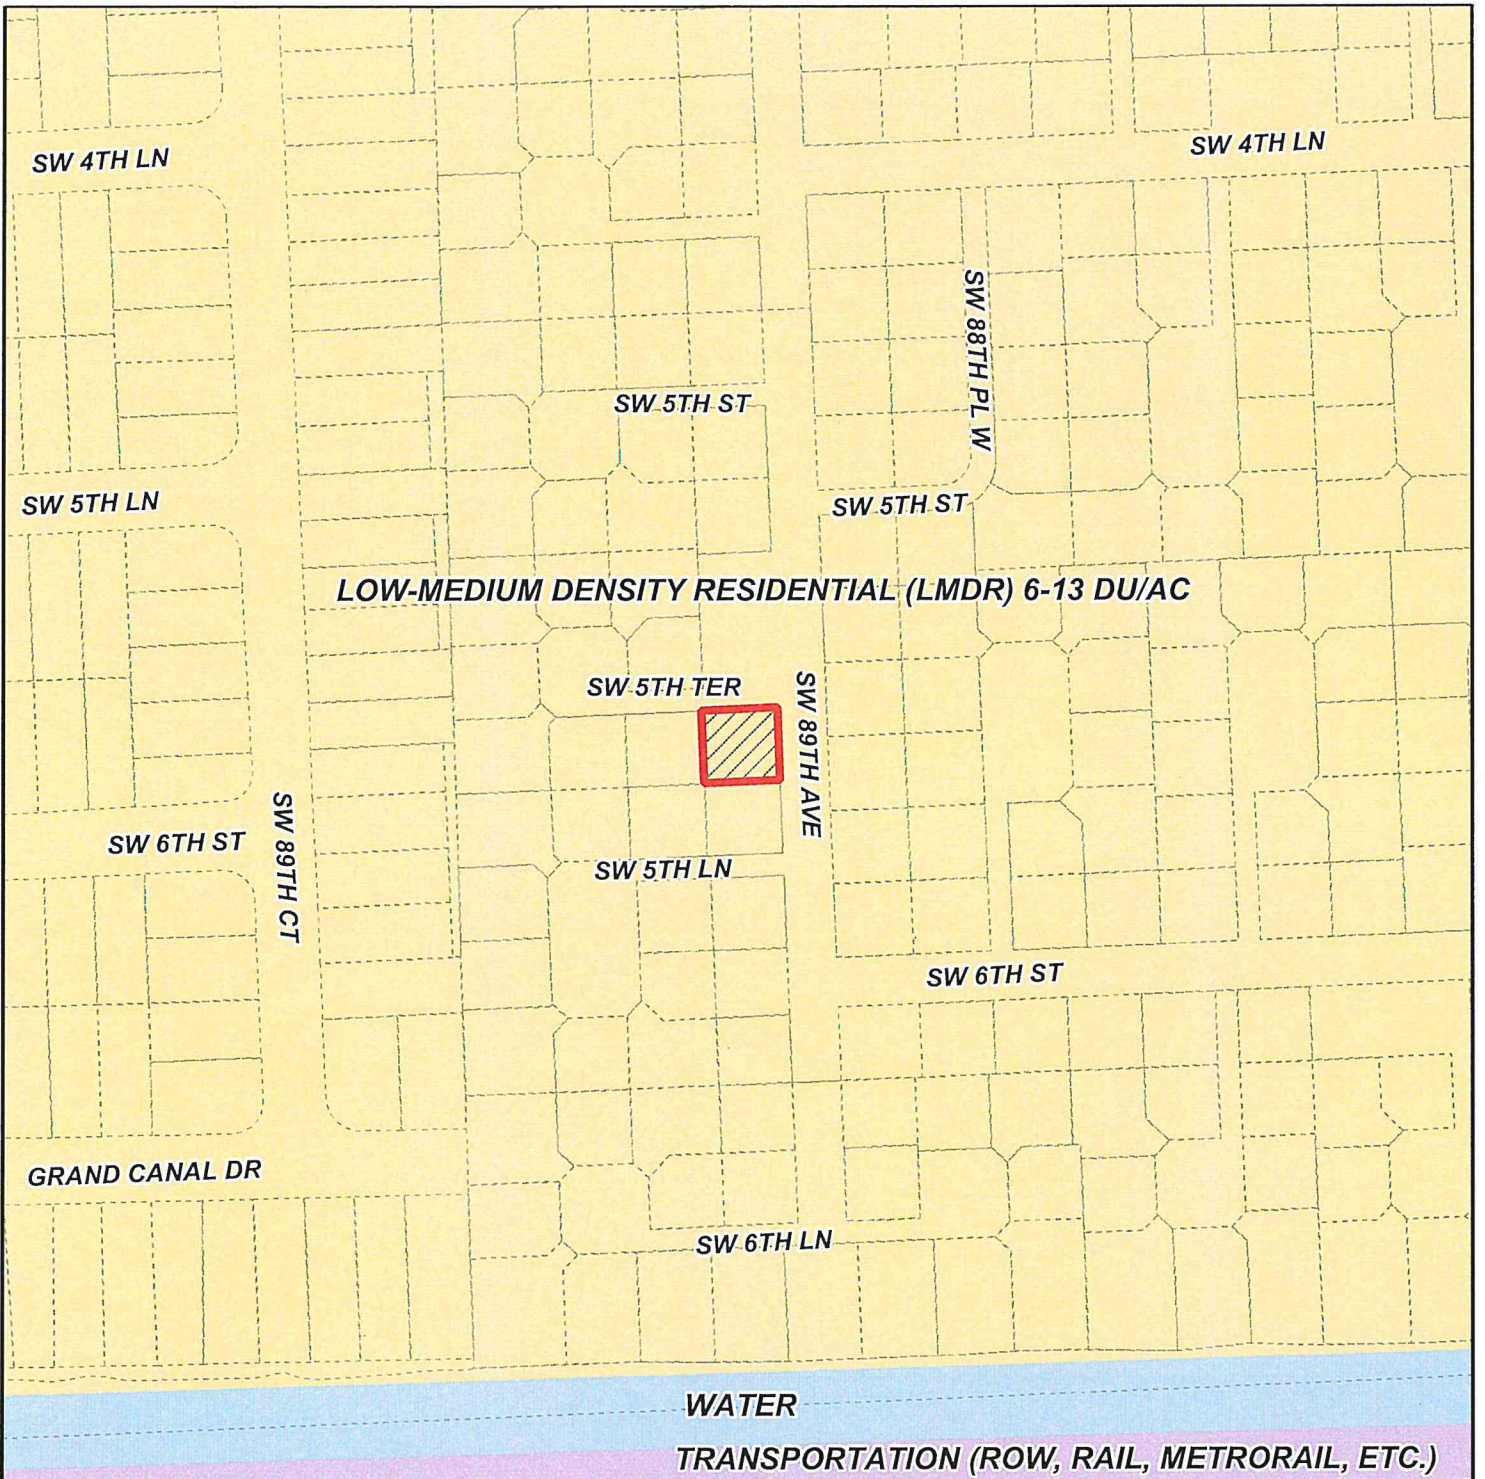 SW 4TH LN
SW 4TH LN
SW 88TH PL W
SW 5TH ST
SW 5TH LN
SW 5TH ST
LOW-MEDIUM DENSITY RESIDENTIAL (LMDR) 6-13 DU/AC
SW 5TH TER
SW 89TH AVE
SW 6TH ST
SW 89TH CT
SW 5TH LN
SW 6TH ST
GRAND CANAL DR
SW 6TH LN
WATER
TRANSPORTATION (ROW, RAIL, METRORAIL, ETC.)